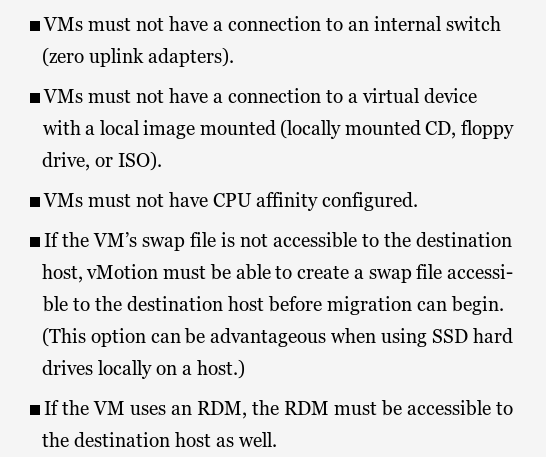 ■ VMs must not have a connection to an internal switch
(zero uplink adapters).
■ VMs must not have a connection to a virtual device
with a local image mounted (locally mounted CD, floppy
drive, or ISO).
■ VMs must not have CPU affinity configured.
■ If the VM’s swap file is not accessible to the destination
host, vMotion must be able to create a swap file accessi-
ble to the destination host before migration can begin.
(This option can be advantageous when using SSD hard
drives locally on a host.)
■ If the VM uses an RDM, the RDM must be accessible to
the destination host as well.